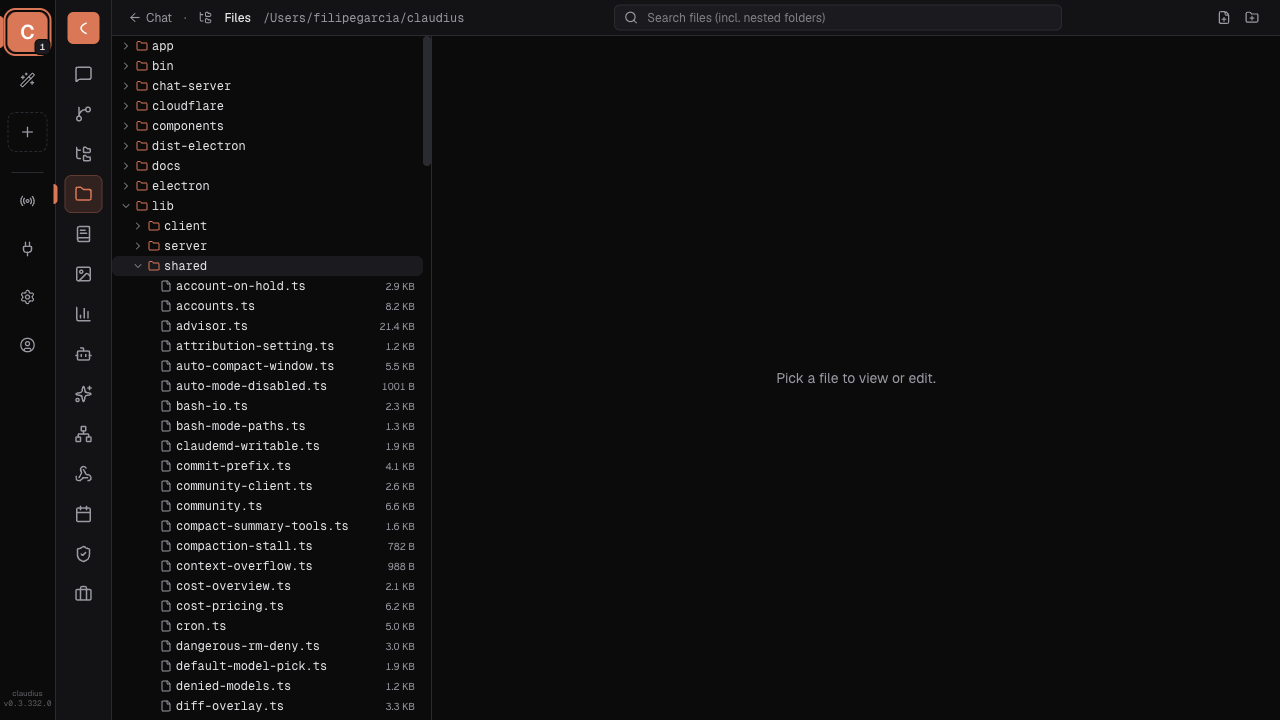 C
1
Chat · Files /Users/filipegarcia/claudius
Search files (incl. nested folders)
app
bin
chat-server
cloudflare
components
dist-electron
docs
electron
lib
client
server
shared
account-on-hold.ts 2.9 KB
accounts.ts 8.2 KB
advisor.ts 21.4 KB
attribution-setting.ts 1.2 KB
auto-compact-window.ts 5.5 KB
auto-mode-disabled.ts 1001 B
bash-io.ts 2.3 KB
bash-mode-paths.ts 1.3 KB
claudemd-writable.ts 1.9 KB
commit-prefix.ts 4.1 KB
community-client.ts 2.6 KB
community.ts 6.6 KB
compact-summary-tools.ts 1.6 KB
compaction-stall.ts 782 B
context-overflow.ts 988 B
cost-overview.ts 2.1 KB
cost-pricing.ts 6.2 KB
cron.ts 5.0 KB
dangerous-rm-deny.ts 3.0 KB
default-model-pick.ts 1.9 KB
denied-models.ts 1.2 KB
diff-overlay.ts 3.3 KB
Pick a file to view or edit.
claudius
v0.3.332.0